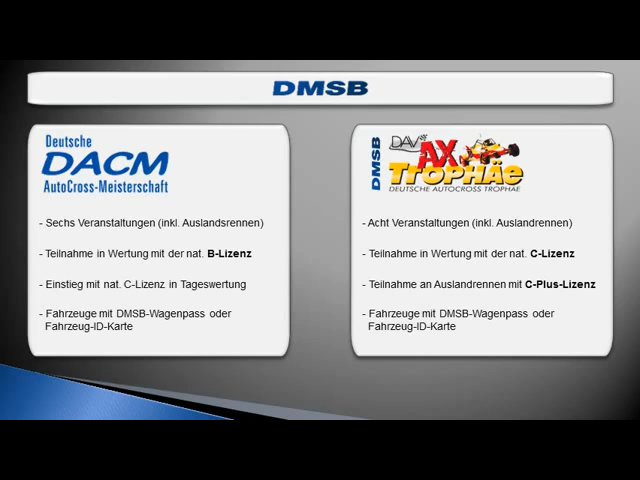 DMSB
Deutsche
DACM
AutoCross-Meisterschaft
- Sechs Veranstaltungen (inkl. Auslandsrennen)
- Teilnahme in Wertung mit der nat. B-Lizenz
- Einstieg mit nat. C-Lizenz in Tageswertung
- Fahrzeuge mit DMSB-Wagenpass oder
Fahrzeug-ID-Karte
DMSB
DAV
AX
TROPHÄe
DEUTSCHE AUTOCROSS TROPHAE
- Acht Veranstaltungen (inkl. Auslandrennen)
- Teilnahme in Wertung mit der nat. C-Lizenz
- Teilnahme an Auslandrennen mit C-Plus-Lizenz
- Fahrzeuge mit DMSB-Wagenpass oder
Fahrzeug-ID-Karte